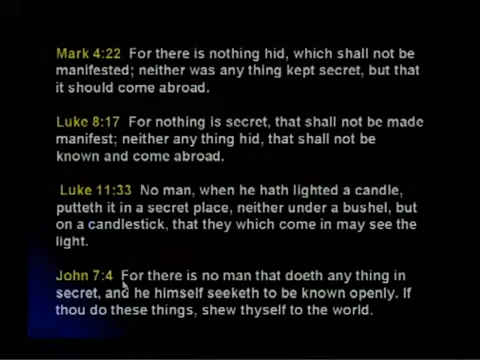 Mark 4:22 For there is nothing hid, which shall not be
manifested; neither was any thing kept secret, but that
it should come abroad.
Luke 8:17 For nothing is secret, that shall not be made
manifest; neither any thing hid, that shall not be
known and come abroad.
Luke 11:33 No man, when he hath lighted a candle,
putteth it in a secret place, neither under a bushel, but
on a candlestick, that they which come in may see the
light.
John 7:4 For there is no man that doeth any thing in
secret, and he himself seeketh to be known openly. If
thou do these things, shew thyself to the world.